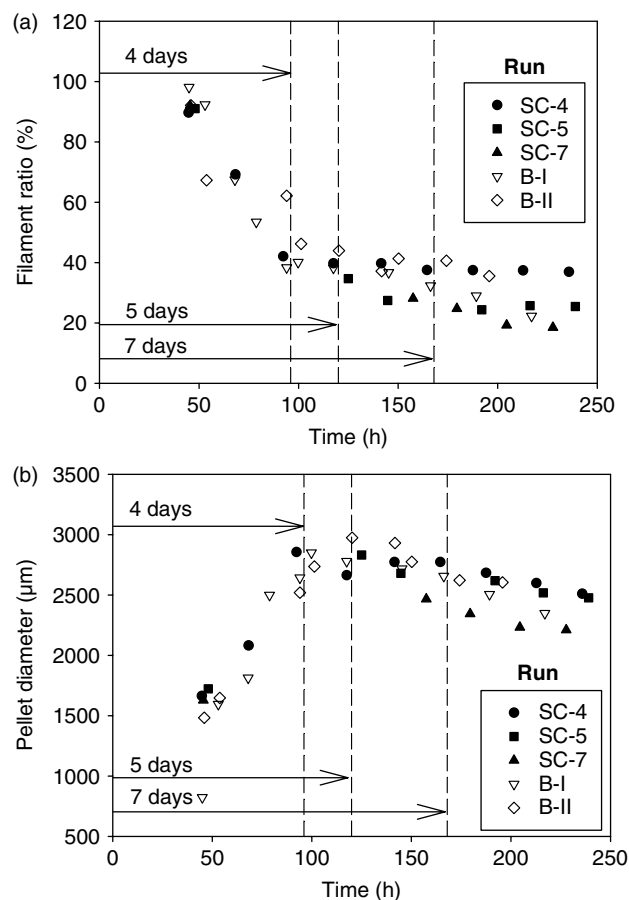 (a)
120
100
80
60
40
20
0
Filament ratio (%)
4 days
5 days
7 days
Run
SC-4
SC-5
SC-7
B-I
B-II
0 50 100 150 200 250
Time (h)
(b)
3500
3000
2500
2000
1500
1000
500
Pellet diameter (µm)
4 days
5 days
7 days
Run
SC-4
SC-5
SC-7
B-I
B-II
0 50 100 150 200 250
Time (h)